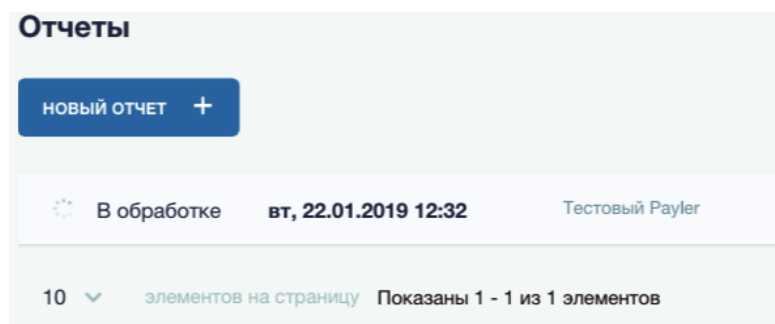 Отчеты
НОВЫЙ ОТЧЕТ +
В обработке вт, 22.01.2019 12:32 Тестовый Payler
10 элементов на страницу Показаны 1 - 1 из 1 элементов